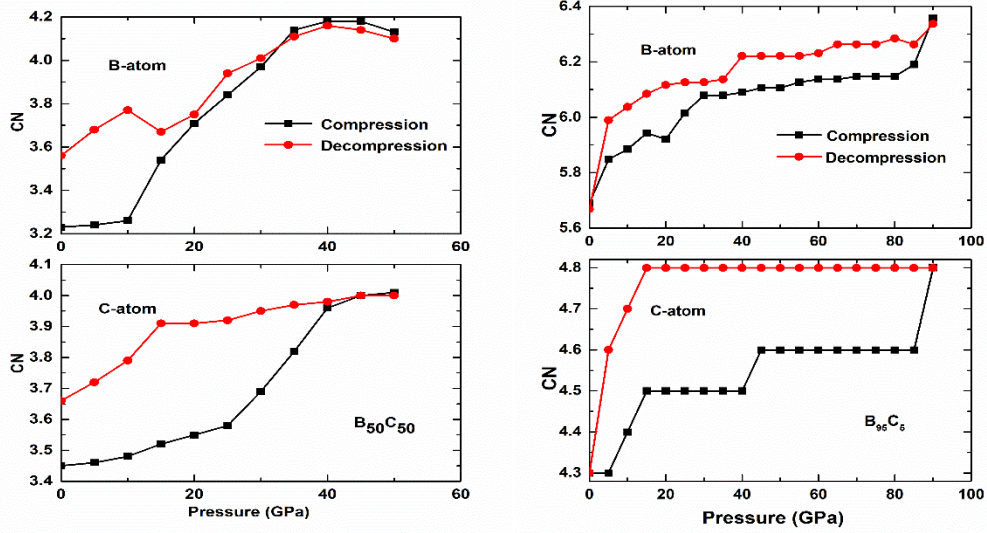 4.2
4.0
3.8
3.6
3.4
3.2
CN
B-atom
Compression
Decompression
0
20
40
60
4.1
4.0
3.9
3.8
3.7
3.6
3.5
3.4
CN
C-atom
B50C50
0
20
40
60
Pressure (GPa)
6.4
6.2
6.0
5.8
5.6
CN
B-atom
Compression
Decompression
0
20
40
60
80
100
4.8
4.7
4.6
4.5
4.4
4.3
CN
C-atom
B95C5
0
20
40
60
80
100
Pressure (GPa)